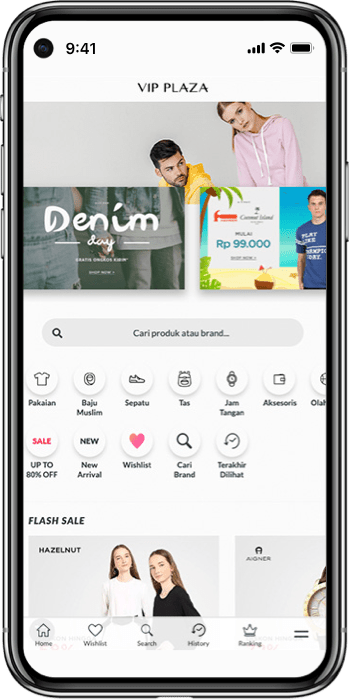 9:41
VIP PLAZA
Denim
day
GRATIS ONGKOS KIRIM*
SHOP NOW >
Coconut Island
MULAI
Rp 99.000
SHOP NOW >
Cari produk atau brand...
Pakaian
Baju
Muslim
Sepatu
Tas
Jam
Tangan
Aksesoris
Olah
SALE
UP TO
80% OFF
NEW
New
Arrival
Wishlist
Cari
Brand
Terakhir
Dilihat
FLASH SALE
HAZELNUT
AIGNER
Home
Wishlist
Search
History
Ranking